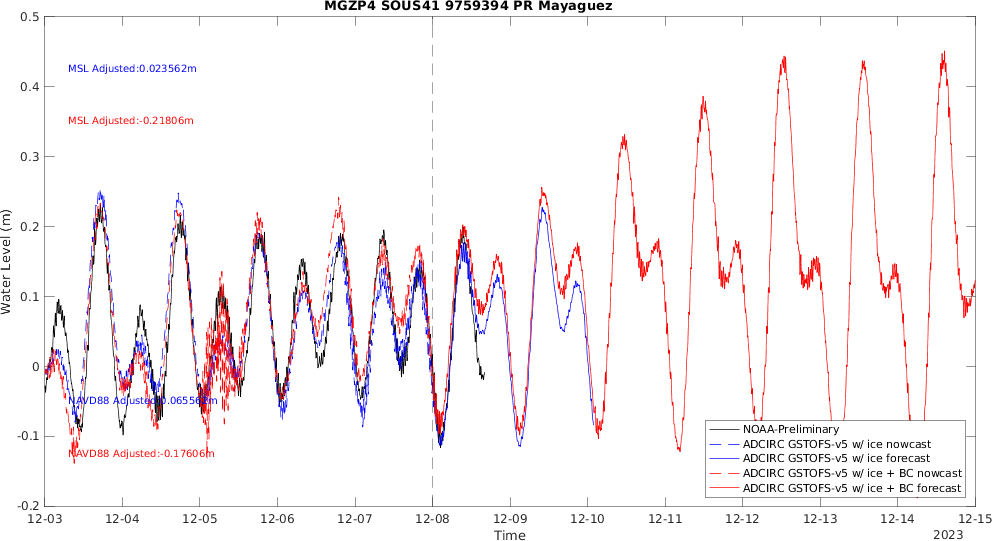 MGZP4 SOUS41 9759394 PR Mayaguez
0.5
0.4
0.3
0.2
0.1
0
-0.1
-0.2
Water Level (m)
MSL Adjusted:0.023562m
MSL Adjusted:-0.21806m
NAVD88 Adjusted:0.065562m
NAVD88 Adjusted:-0.17606m
NOAA-Preliminary
ADCIRC GSTOFS-v5 w/ ice nowcast
ADCIRC GSTOFS-v5 w/ ice forecast
ADCIRC GSTOFS-v5 w/ ice + BC nowcast
ADCIRC GSTOFS-v5 w/ ice + BC forecast
12-03 12-04 12-05 12-06 12-07 12-08 12-09 12-10 12-11 12-12 12-13 12-14 12-15
Time
2023